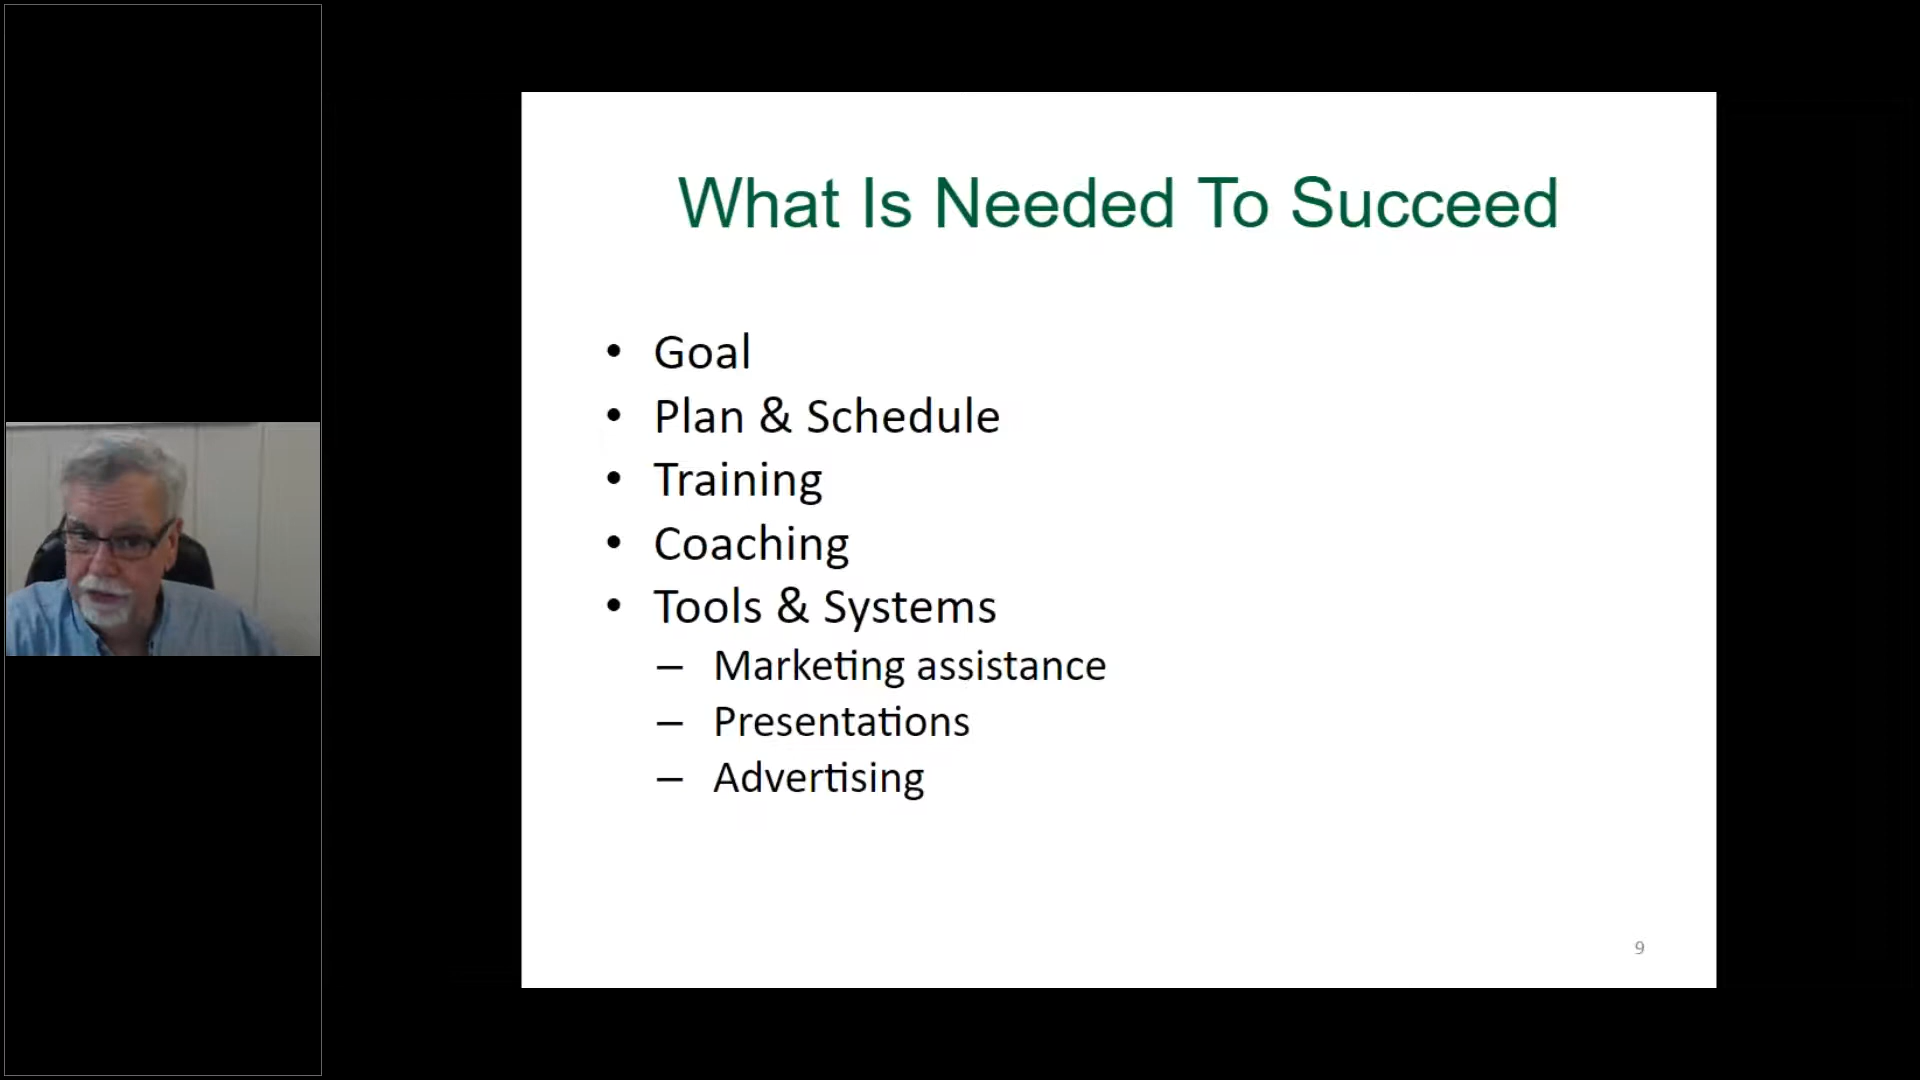 What Is Needed To Succeed
• Goal
• Plan & Schedule
• Training
• Coaching
• Tools & Systems
– Marketing assistance
– Presentations
– Advertising
9